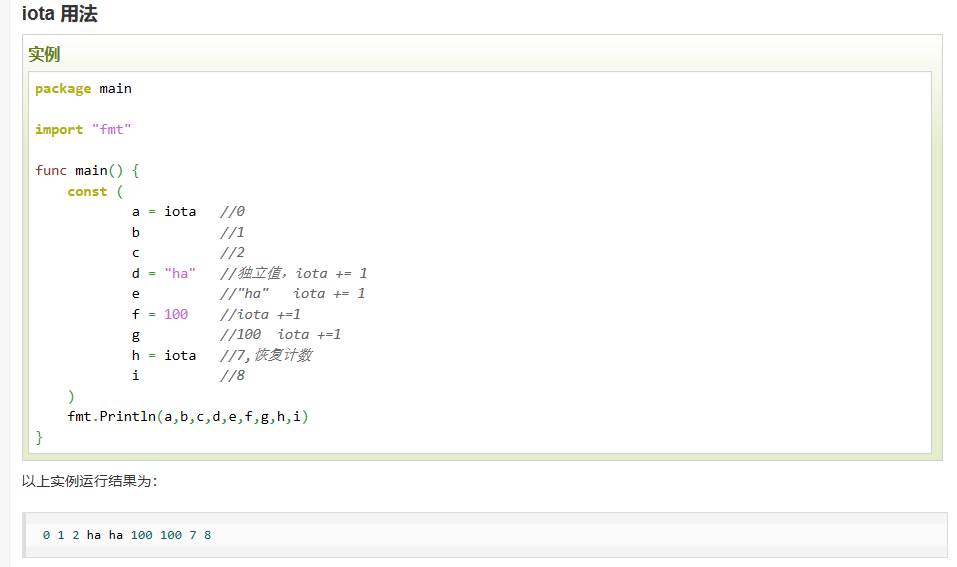 iota 用法
实例
package main
import "fmt"
func main() {
    const (
            a = iota   //0
            b          //1
            c          //2
            d = "ha"   //独立值，iota += 1
            e          //"ha"   iota += 1
            f = 100    //iota +=1
            g          //100  iota +=1
            h = iota   //7,恢复计数
            i          //8
    )
    fmt.Println(a,b,c,d,e,f,g,h,i)
}
以上实例运行结果为：
0 1 2 ha ha 100 100 7 8